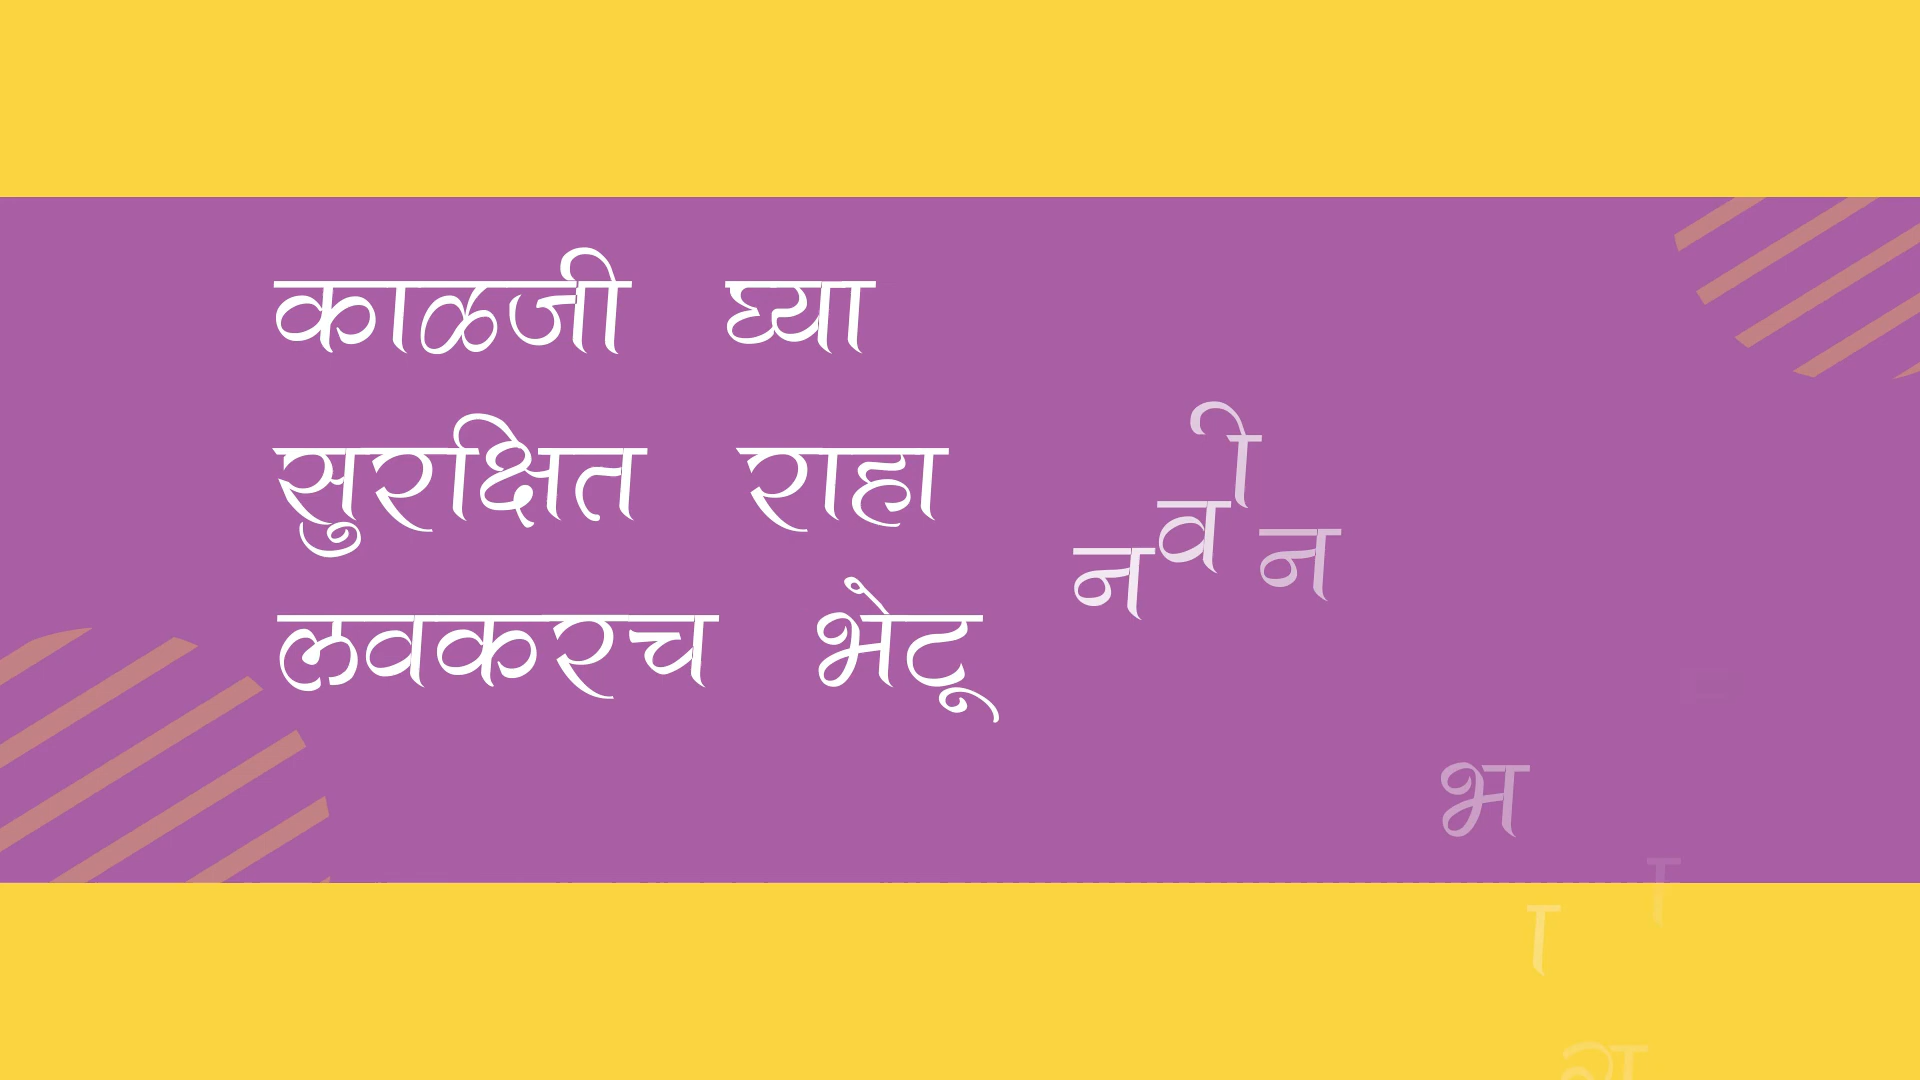 काळजी घ्या
सुरक्षित राहा
लवकरच भेटू नवीन